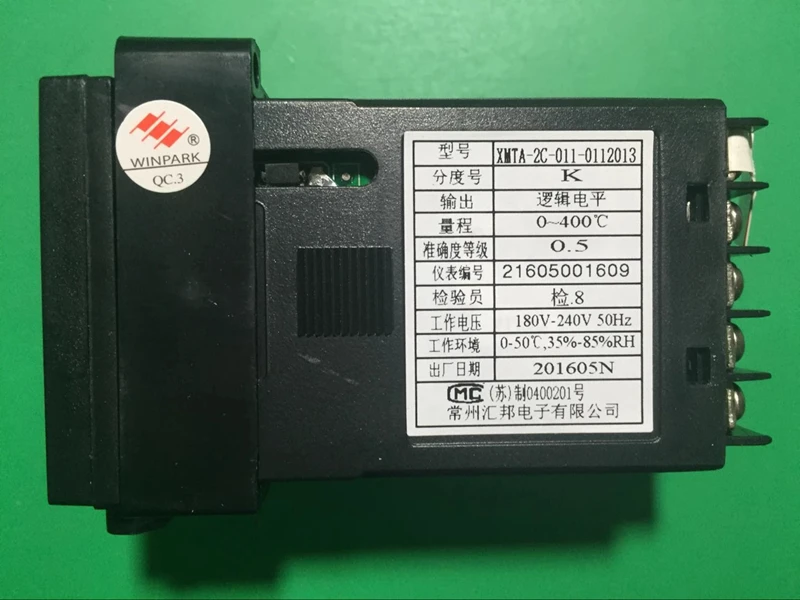 ®
WINPARK
QC.3
型号 XMTA-2C-011-0112013
分度号 K
输出 逻辑电平
量程 0~400℃
准确度等级 0.5
仪表编号 21605001609
检验员 检.8
工作电压 180V-240V 50Hz
工作环境 0-50℃,35%-85%RH
出厂日期 201605N
MC (苏)制0400201号
常州汇邦电子有限公司